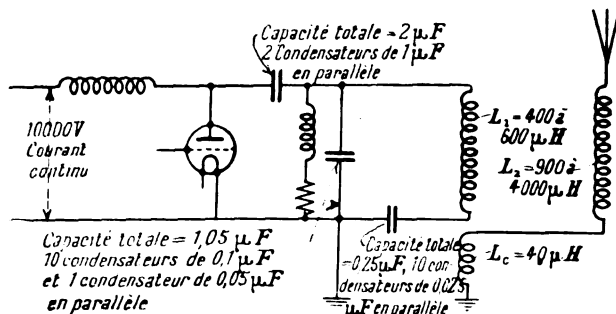 Capacité totale = 2 µF
2 Condensateurs de 1 µF
en parallèle
10000V
Courant
continu
L₁ = 400 à
600 µH
L₂ = 900 à
4000 µH
Capacité totale = 1,05 µF
10 condensateurs de 0,1 µF
et 1 condensateur de 0,05 µF
en parallèle
Capacité totale
= 0,25 µF, 10 con-
densateurs de 0,025
µF en parallèle
Lc = 40 µH